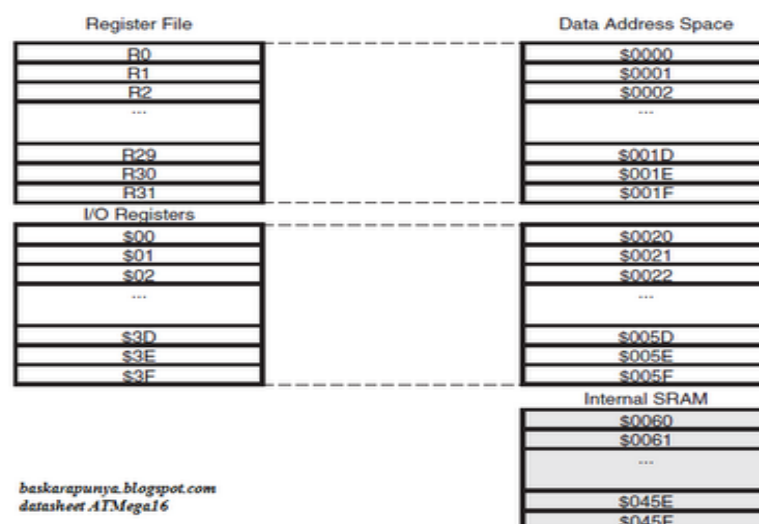 Register File
R0
R1
R2
...
R29
R30
R31
I/O Registers
$00
$01
$02
...
$3D
$3E
$3F
Data Address Space
$0000
$0001
$0002
...
$001D
$001E
$001F
$0020
$0021
$0022
...
$005D
$005E
$005F
Internal SRAM
$0060
$0061
...
$045E
$045F
baskarapunya.blogspot.com
datasheet ATMega16